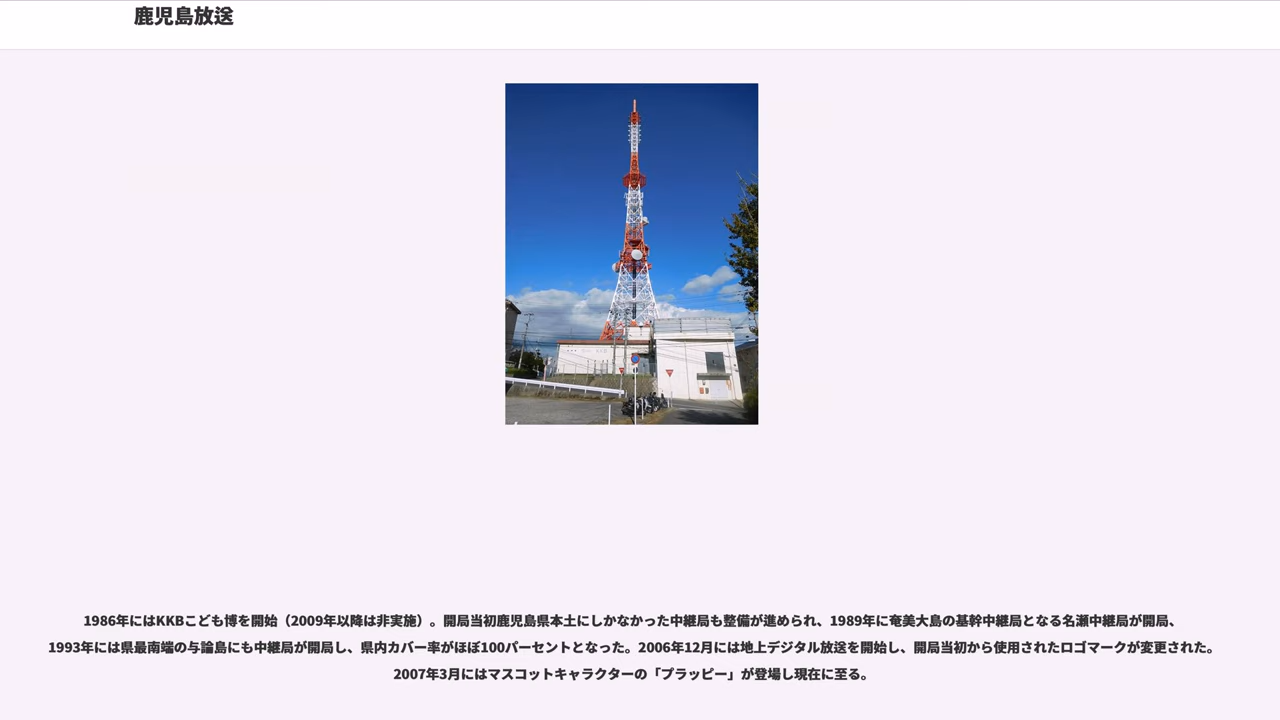 鹿児島放送
1986年にはKKBこども博を開始（2009年以降は非実施）。開局当初鹿児島県本土にしかなかった中継局も整備が進められ、1989年に奄美大島の基幹中継局となる名瀬中継局が開局、
1993年には県最南端の与論島にも中継局が開局し、県内カバー率がほぼ100パーセントとなった。2006年12月には地上デジタル放送を開始し、開局当初から使用されたロゴマークが変更された。
2007年3月にはマスコットキャラクターの「プラッピー」が登場し現在に至る。